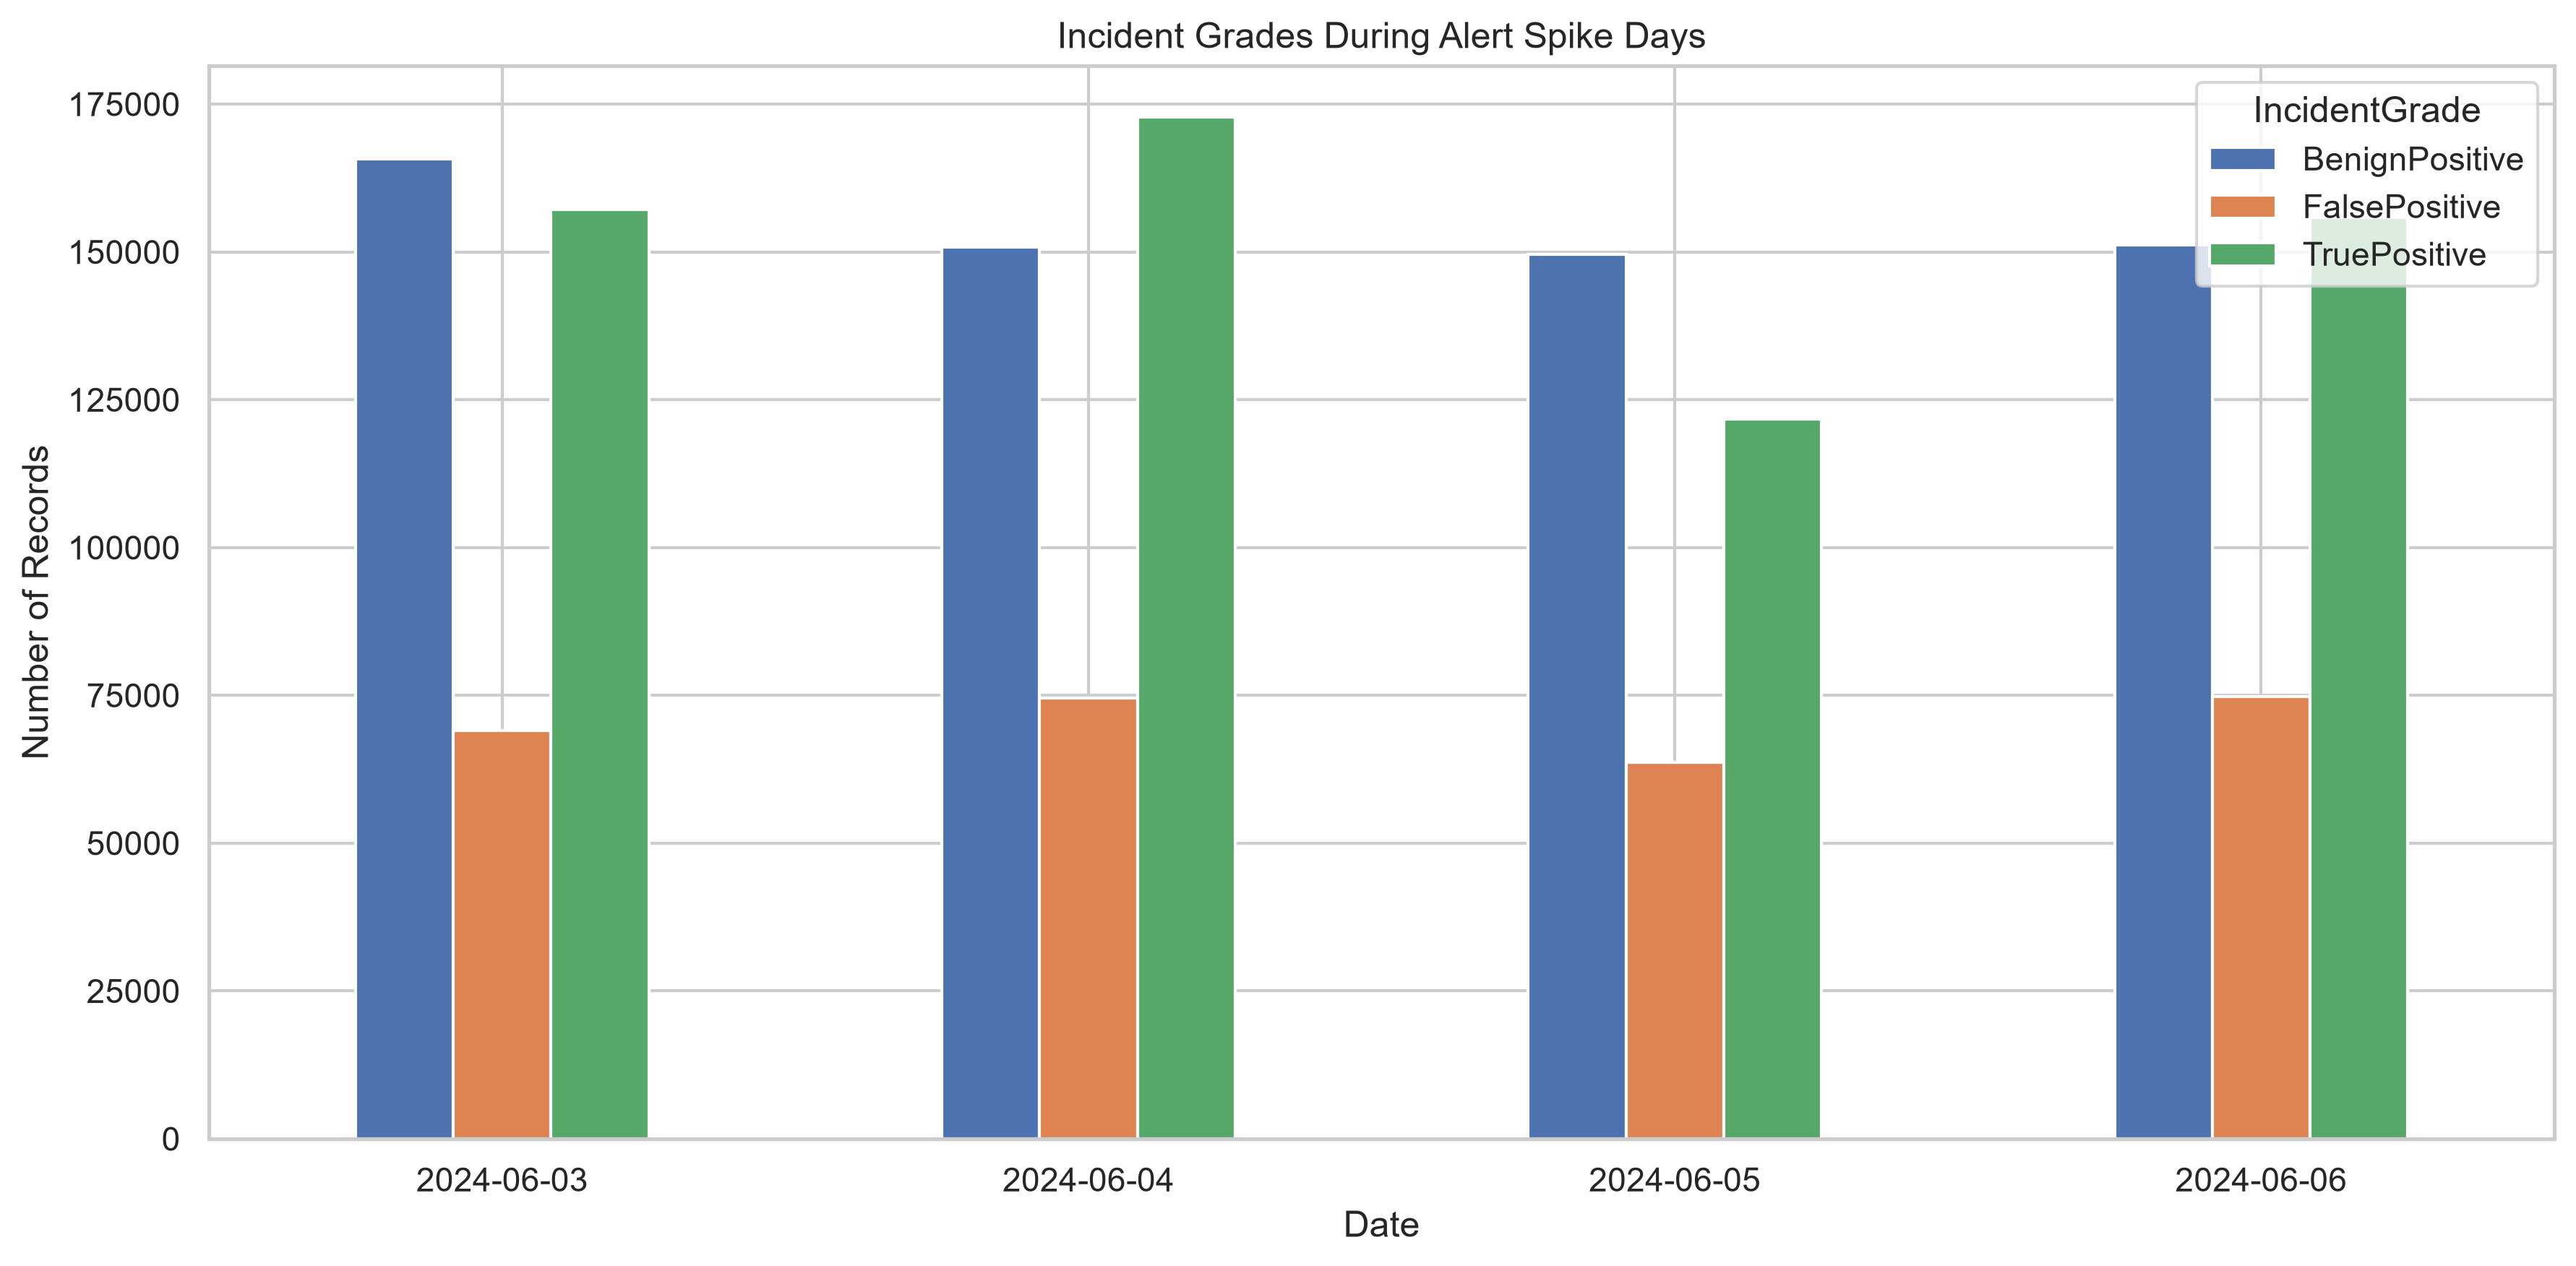 Incident Grades During Alert Spike Days
175000
150000
125000
100000
75000
50000
25000
0
Number of Records
IncidentGrade
BenignPositive
FalsePositive
TruePositive
2024-06-03
2024-06-04
2024-06-05
2024-06-06
Date